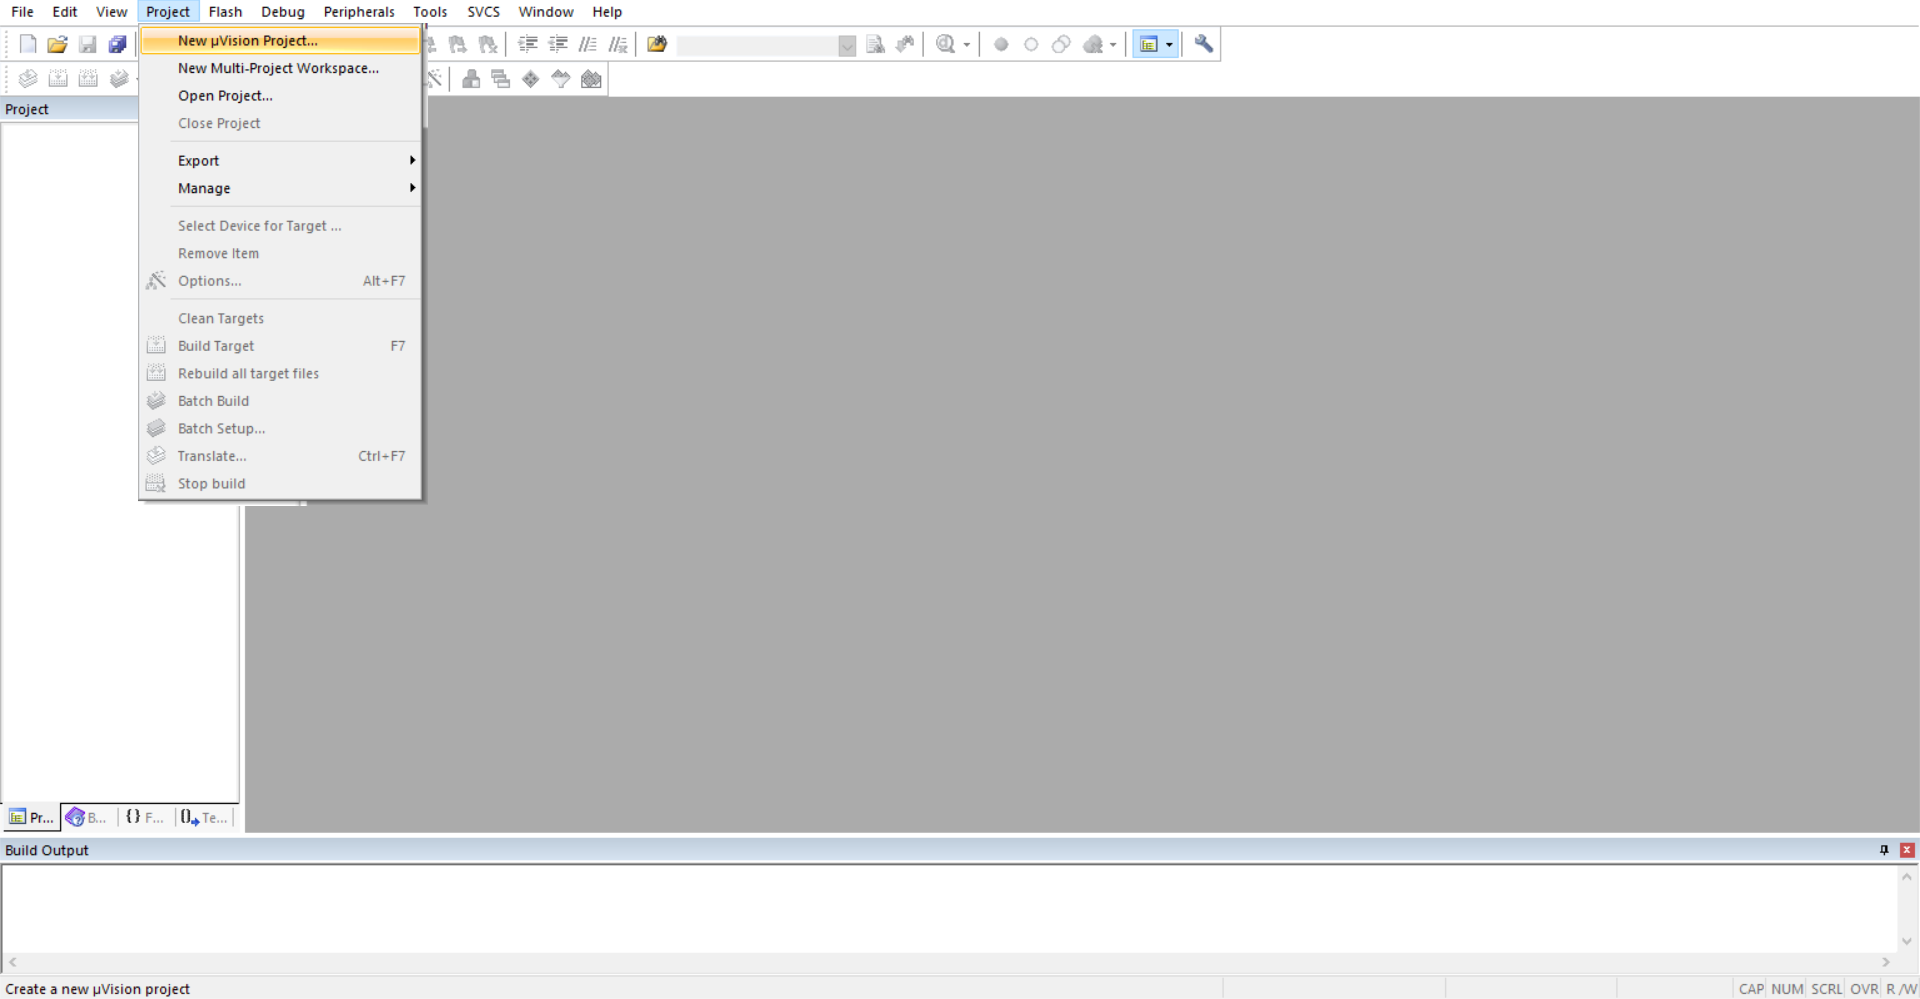 File Edit View Project Flash Debug Peripherals Tools SVCS Window Help
New µVision Project...
New Multi-Project Workspace...
Open Project...
Close Project
Export
Manage
Select Device for Target ...
Remove Item
Options... Alt+F7
Clean Targets
Build Target F7
Rebuild all target files
Batch Build
Batch Setup...
Translate... Ctrl+F7
Stop build
Project
Pr... B... {} F... Te...
Build Output
Create a new µVision project CAP NUM SCRL OVR R /W